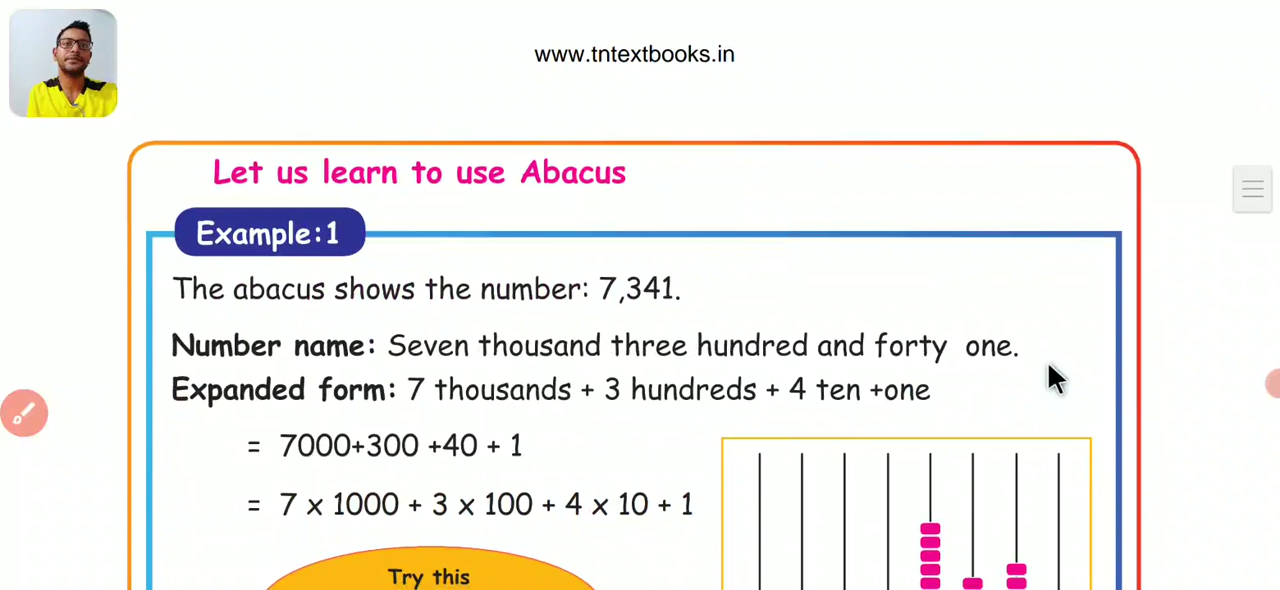 www.tntextbooks.in
Let us learn to use Abacus
Example:1
The abacus shows the number: 7,341.
Number name: Seven thousand three hundred and forty one.
Expanded form: 7 thousands + 3 hundreds + 4 ten +one
= 7000+300 +40 + 1
= 7 x 1000 + 3 x 100 + 4 x 10 + 1
Try this